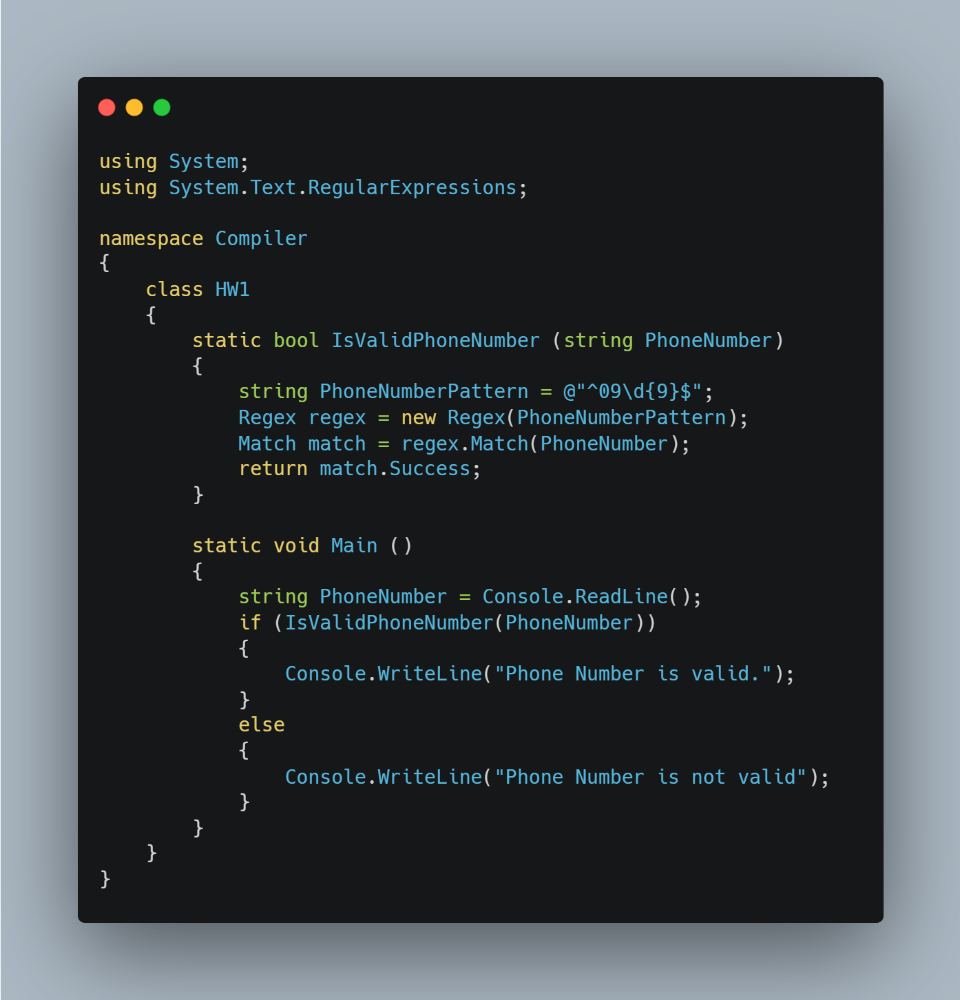 using System;
using System.Text.RegularExpressions;

namespace Compiler
{
    class HW1
    {
        static bool IsValidPhoneNumber (string PhoneNumber)
        {
            string PhoneNumberPattern = @"^09\d{9}$";
            Regex regex = new Regex(PhoneNumberPattern);
            Match match = regex.Match(PhoneNumber);
            return match.Success;
        }

        static void Main ()
        {
            string PhoneNumber = Console.ReadLine();
            if (IsValidPhoneNumber(PhoneNumber))
            {
                Console.WriteLine("Phone Number is valid.");
            }
            else
            {
                Console.WriteLine("Phone Number is not valid");
            }
        }
    }
}